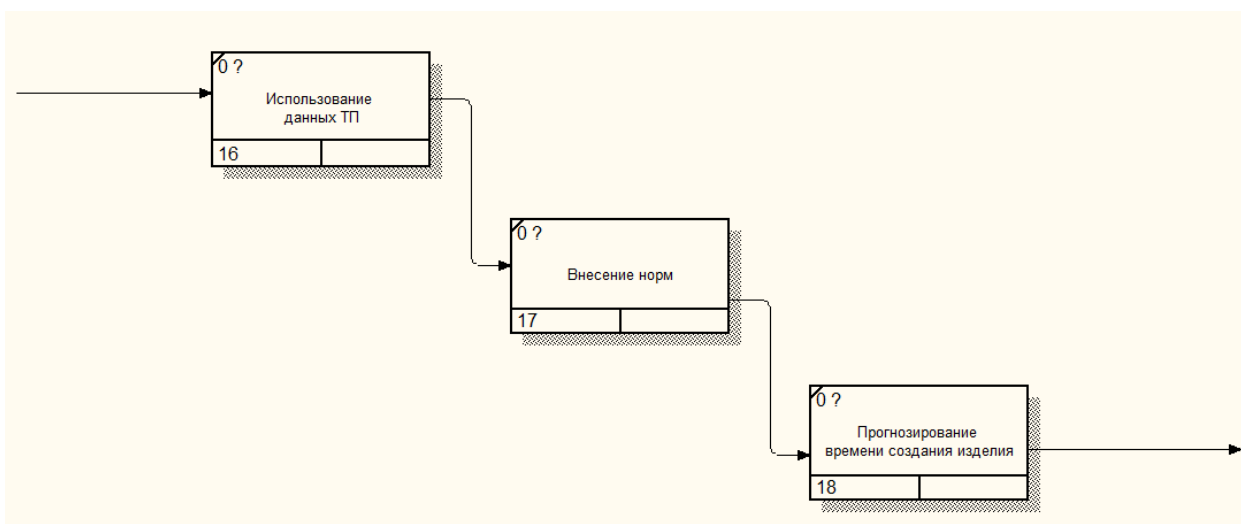 0 ?
Использование
данных ТП
16
0 ?
Внесение норм
17
0 ?
Прогнозирование
времени создания изделия
18